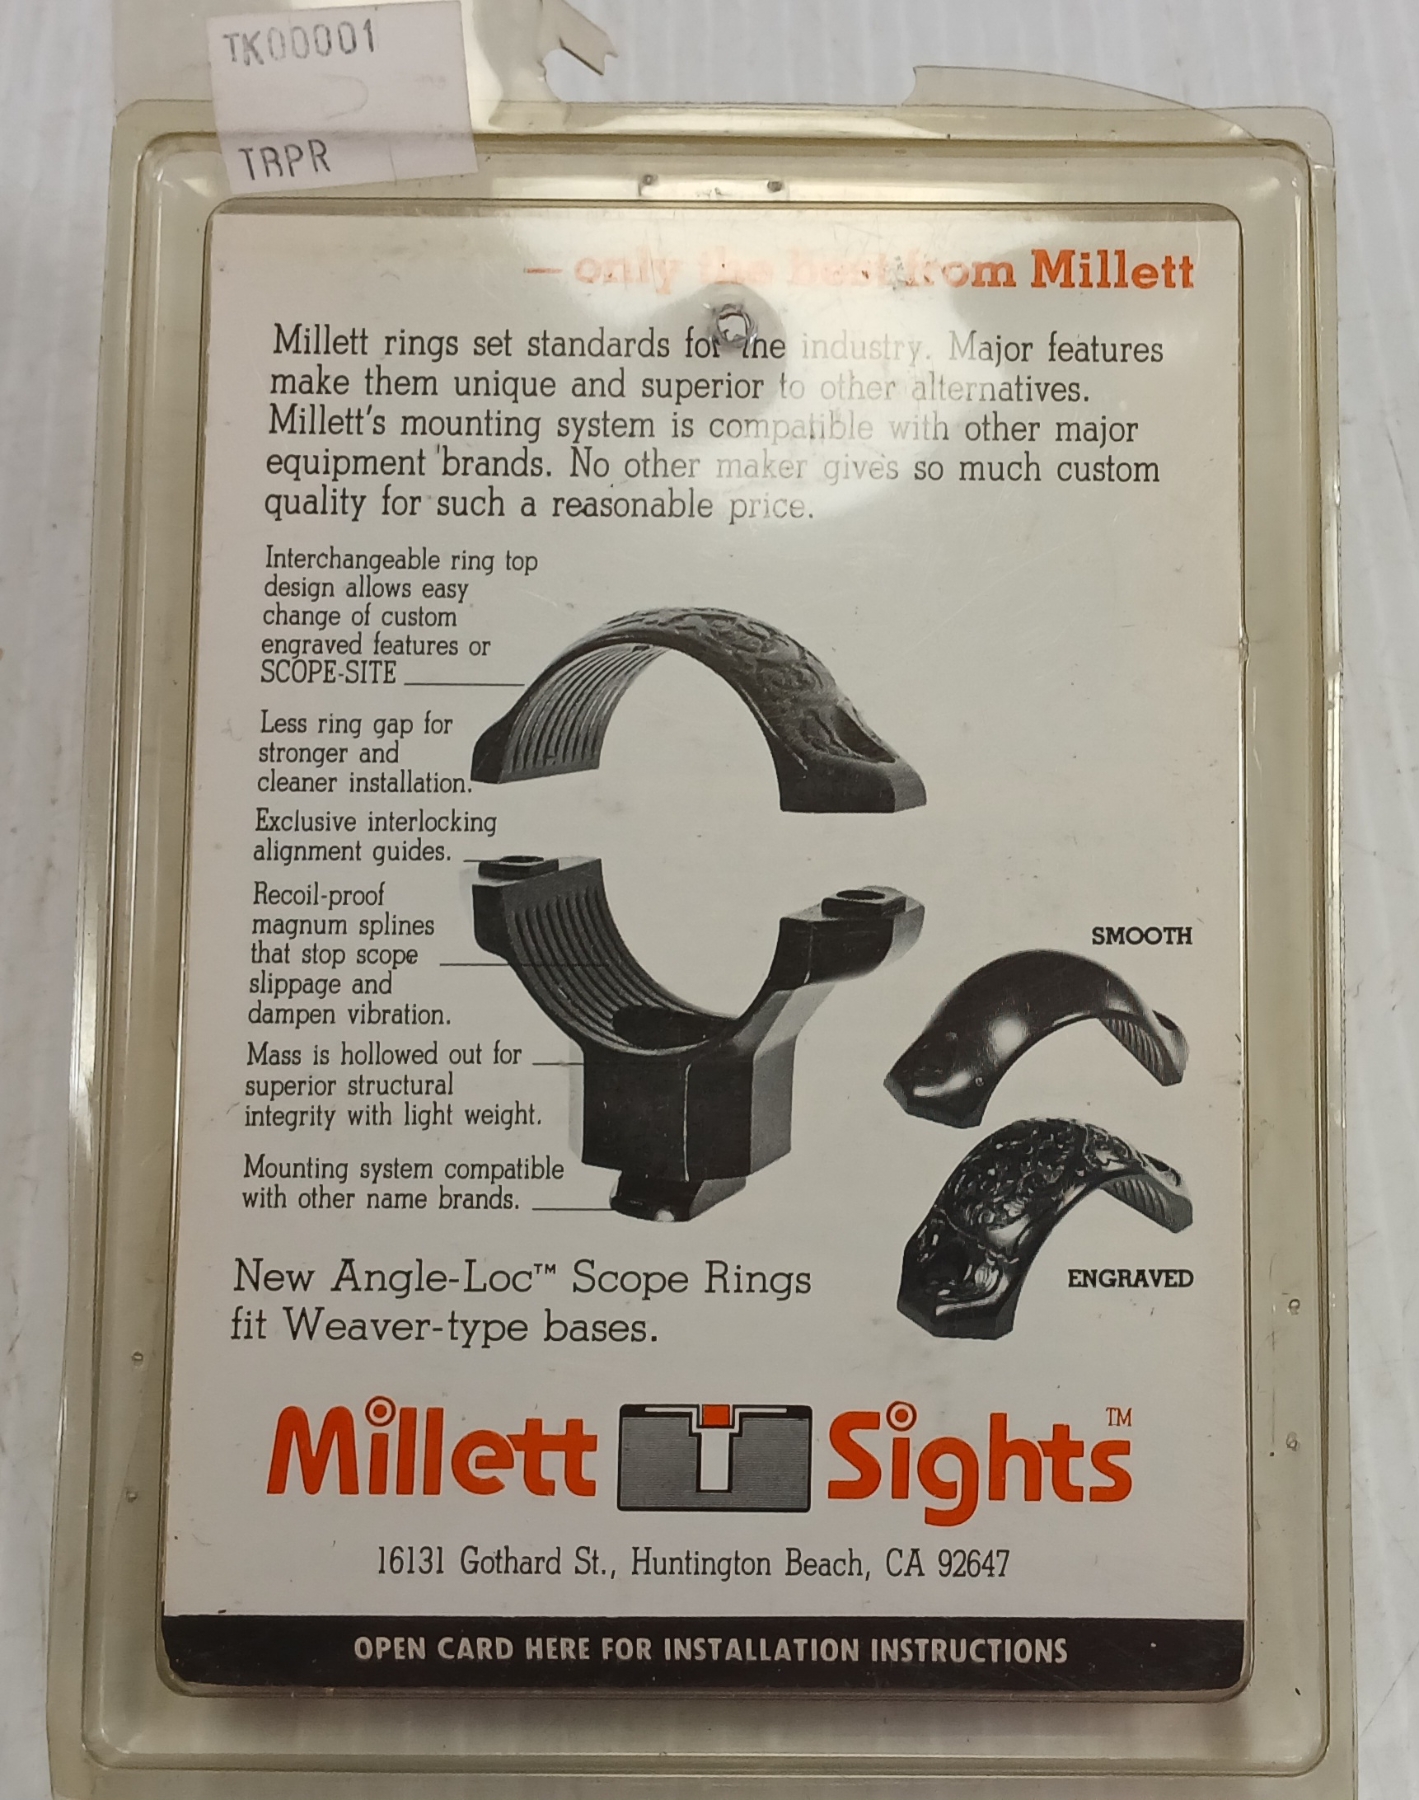 TK00001
TRPR
— only the best from Millett
Millett rings set standards for the industry. Major features
make them unique and superior to other alternatives.
Millett's mounting system is compatible with other major
equipment brands. No other maker gives so much custom
quality for such a reasonable price.
Interchangeable ring top
design allows easy
change of custom
engraved features or
SCOPE-SITE
Less ring gap for
stronger and
cleaner installation.
Exclusive interlocking
alignment guides.
Recoil-proof
magnum splines
that stop scope
slippage and
dampen vibration.
Mass is hollowed out for
superior structural
integrity with light weight.
Mounting system compatible
with other name brands.
SMOOTH
ENGRAVED
New Angle-Loc™ Scope Rings
fit Weaver-type bases.
Millett Sights™
16131 Gothard St., Huntington Beach, CA 92647
OPEN CARD HERE FOR INSTALLATION INSTRUCTIONS